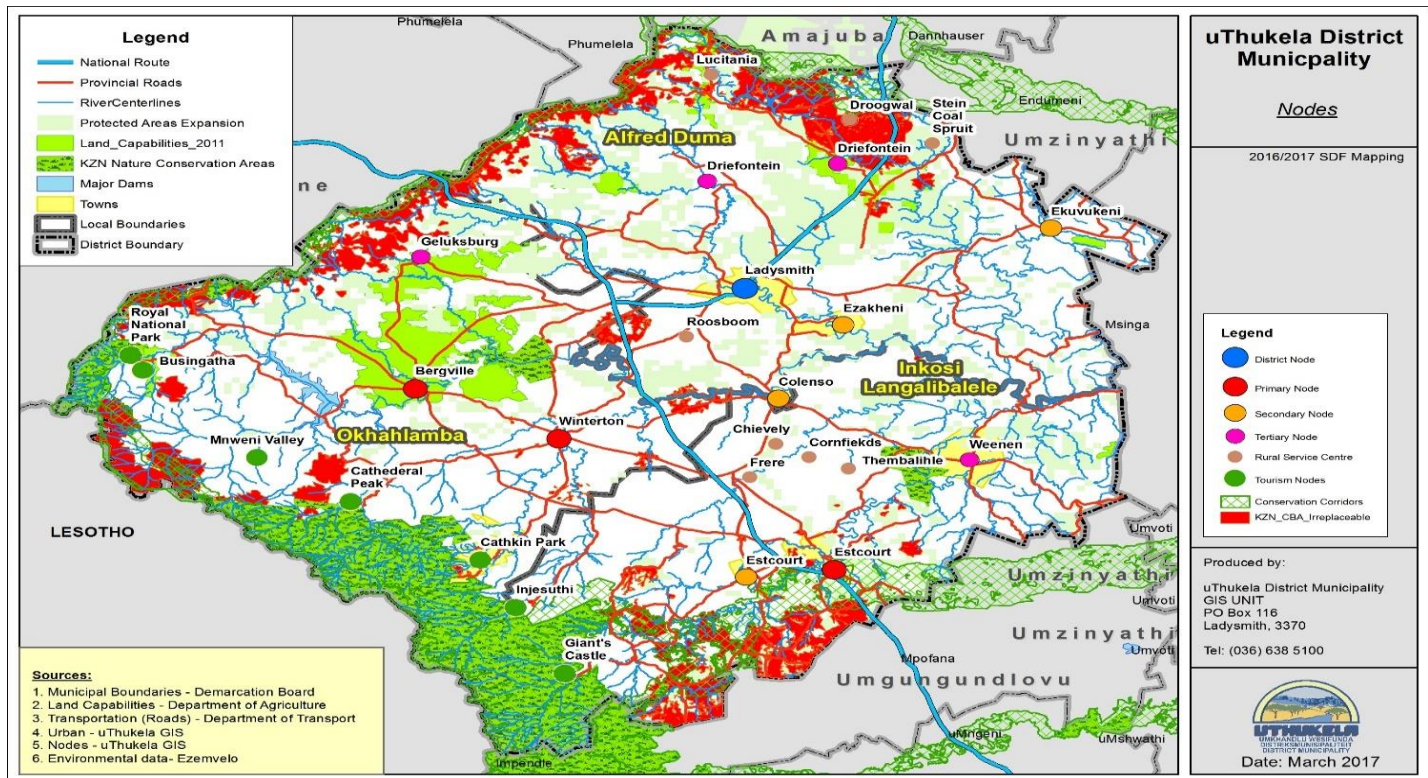 Legend
National Route
Provincial Roads
RiverCenterlines
Protected Areas Expansion
Land_Capabilities_2011
KZN Nature Conservation Areas
Major Dams
Towns
Local Boundaries
District Boundary
Phumelela
Phumelela
Amajuba
Dannhauser
Lucitania
Endumeni
Droogwal
Stein
Coal
Spruit
Umzinyathi
Alfred Duma
Driefontein
Driefontein
ne
Ekuvukeni
Geluksburg
Ladysmith
Royal
National
Park
Busingatha
Roosboom
Ezakheni
Msinga
Bergville
Inkosi
Langalibalele
Colenso
Okhahlamba
Winterton
Chievely
Cornfiekds
Weenen
Mnweni Valley
Frere
Thembalihle
Cathederal
Peak
LESOTHO
Umvoti
Cathkin Park
Estcourt
Estcourt
Umzinyathi
Umvoti
Injesuthi
Umzinyathi
Umvoti
Giant's
Castle
Mpofana
Umgungundlovu
uMngeni
uMshwathi
Impendle
Sources:
1. Municipal Boundaries - Demarcation Board
2. Land Capabilities - Department of Agriculture
3. Transportation (Roads) - Department of Transport
4. Urban - uThukela GIS
5. Nodes - uThukela GIS
6. Environmental data- Ezemvelo
uThukela District
Municpality
Nodes
2016/2017 SDF Mapping
Legend
District Node
Primary Node
Secondary Node
Tertiary Node
Rural Service Centre
Tourism Nodes
Conservation Corridors
KZN_CBA_Irreplaceable
Produced by:
uThukela District Municipality
GIS UNIT
PO Box 116
Ladysmith, 3370
Tel: (036) 638 5100
UTHUKELA
UMKHANDLU WESIFUNDA
DISTRIKSMUNISIPALITEIT
DISTRICT MUNICIPALITY
Date: March 2017